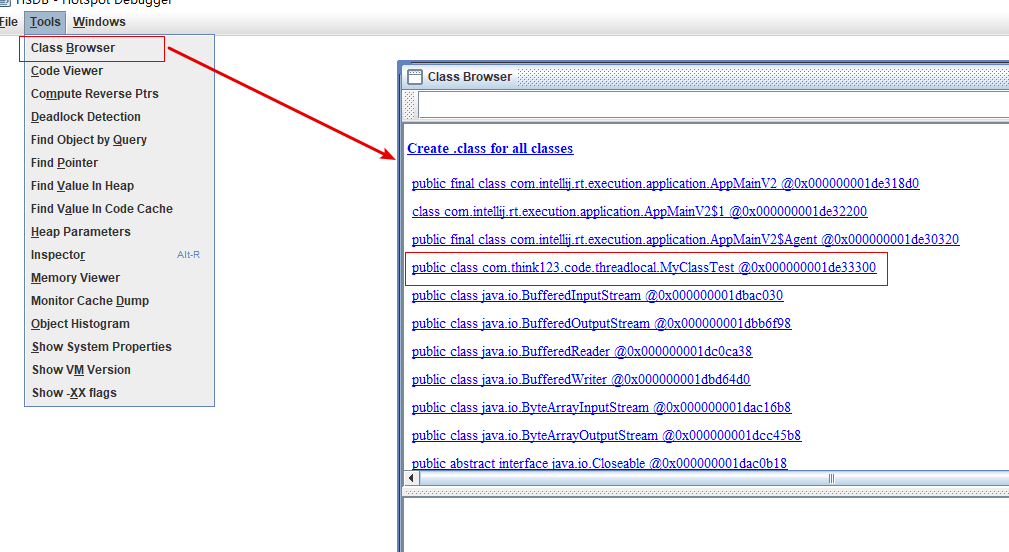 HSDB - HotSpot Debugger
File Tools Windows
Class Browser
Code Viewer
Compute Reverse Ptrs
Deadlock Detection
Find Object by Query
Find Pointer
Find Value In Heap
Find Value In Code Cache
Heap Parameters
Inspector Alt-R
Memory Viewer
Monitor Cache Dump
Object Histogram
Show System Properties
Show VM Version
Show -XX flags
Class Browser
Create .class for all classes
public final class com.intellij.rt.execution.application.AppMainV2 @0x000000001de318d0
class com.intellij.rt.execution.application.AppMainV2$1 @0x000000001de32200
public final class com.intellij.rt.execution.application.AppMainV2$Agent @0x000000001de30320
public class com.think123.code.threadlocal.MyClassTest @0x000000001de33300
public class java.io.BufferedInputStream @0x000000001dbac030
public class java.io.BufferedOutputStream @0x000000001dbb6f98
public class java.io.BufferedReader @0x000000001dc0ca38
public class java.io.BufferedWriter @0x000000001dbd64d0
public class java.io.ByteArrayInputStream @0x000000001dac16b8
public class java.io.ByteArrayOutputStream @0x000000001dcc45b8
public abstract interface java.io.Closeable @0x000000001dac0b18